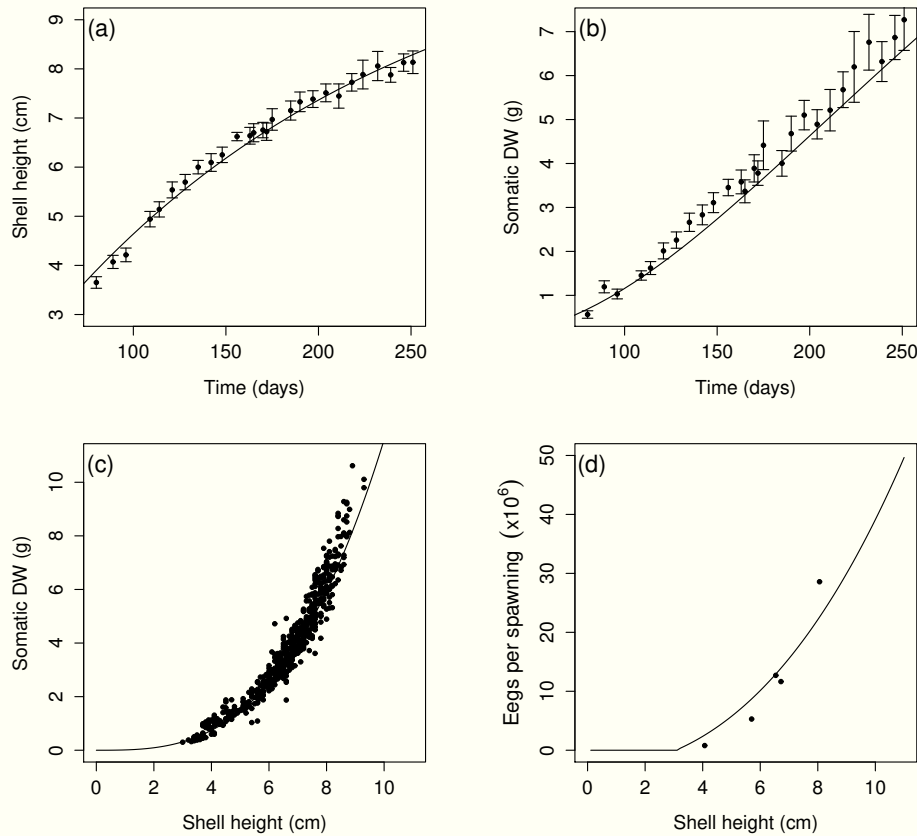 (a)
Shell height (cm)
9
8
7
6
5
4
3
100 150 200 250
Time (days)
(b)
Somatic DW (g)
7
6
5
4
3
2
1
100 150 200 250
Time (days)
(c)
Somatic DW (g)
10
8
6
4
2
0
0 2 4 6 8 10
Shell height (cm)
(d)
Eegs per spawning (x10⁶)
50
40
30
20
10
0
0 2 4 6 8 10
Shell height (cm)